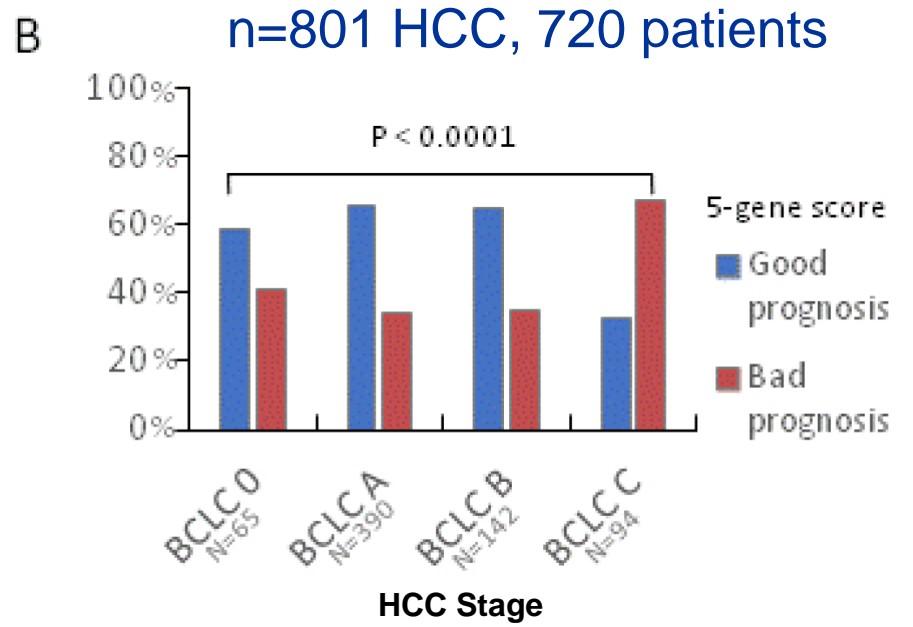 B
n=801 HCC, 720 patients
100%
80%
60%
40%
20%
0%
P < 0.0001
5-gene score
Good
prognosis
Bad
prognosis
BCLC 0
N=65
BCLC A
N=390
BCLC B
N=142
BCLC C
N=94
HCC Stage